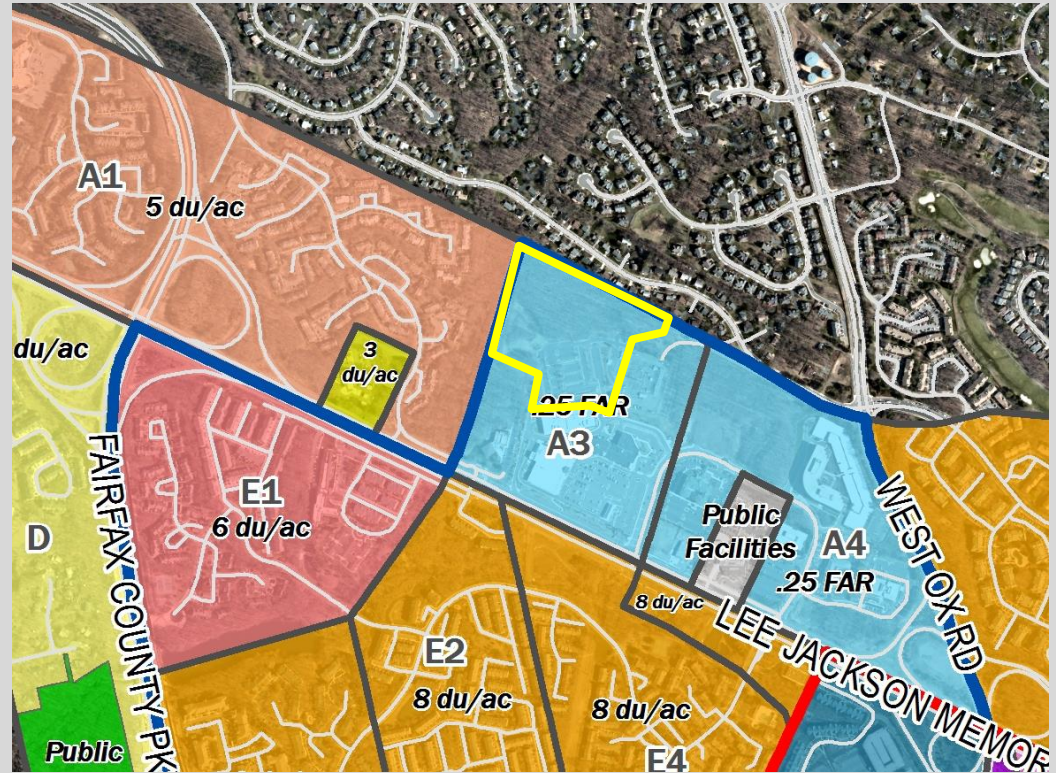 A1
5 du/ac
du/ac
3
du/ac
.25 FAR
A3
E1
6 du/ac
D
FAIRFAX COUNTY PK
Public
Facilities
A4
.25 FAR
WEST OX RD
8 du/ac
LEE JACKSON MEMOR
E2
8 du/ac
8 du/ac
Public
E4